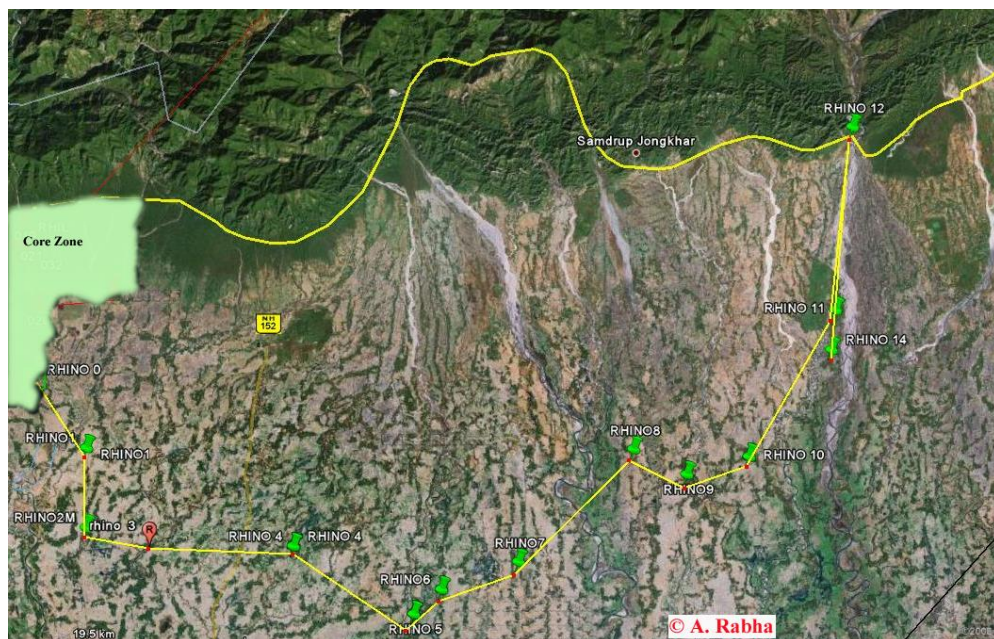 RHINO 12
Samdrup Jongkhar
Core Zone
RHINO 11
NH
152
RHINO 14
RHINO 0
RHINO1
RHINO1
RHINO8
RHINO 10
RHINO9
RHINO2M
rhino 3
R
RHINO 4
RHINO 4
RHINO7
RHINO6
RHINO 5
19.5 km
© A. Rabha